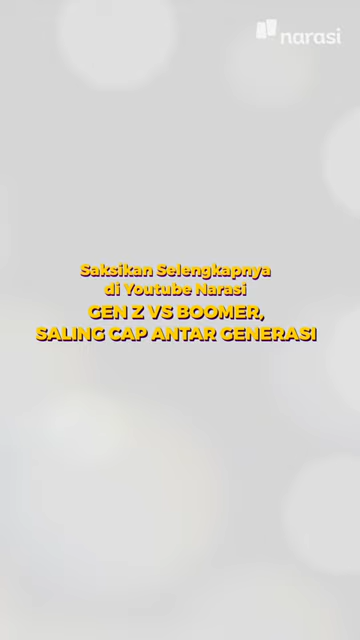 narasi
Saksikan Selengkapnya
di Youtube Narasi
GEN Z VS BOOMER,
SALING CAP ANTAR GENERASI